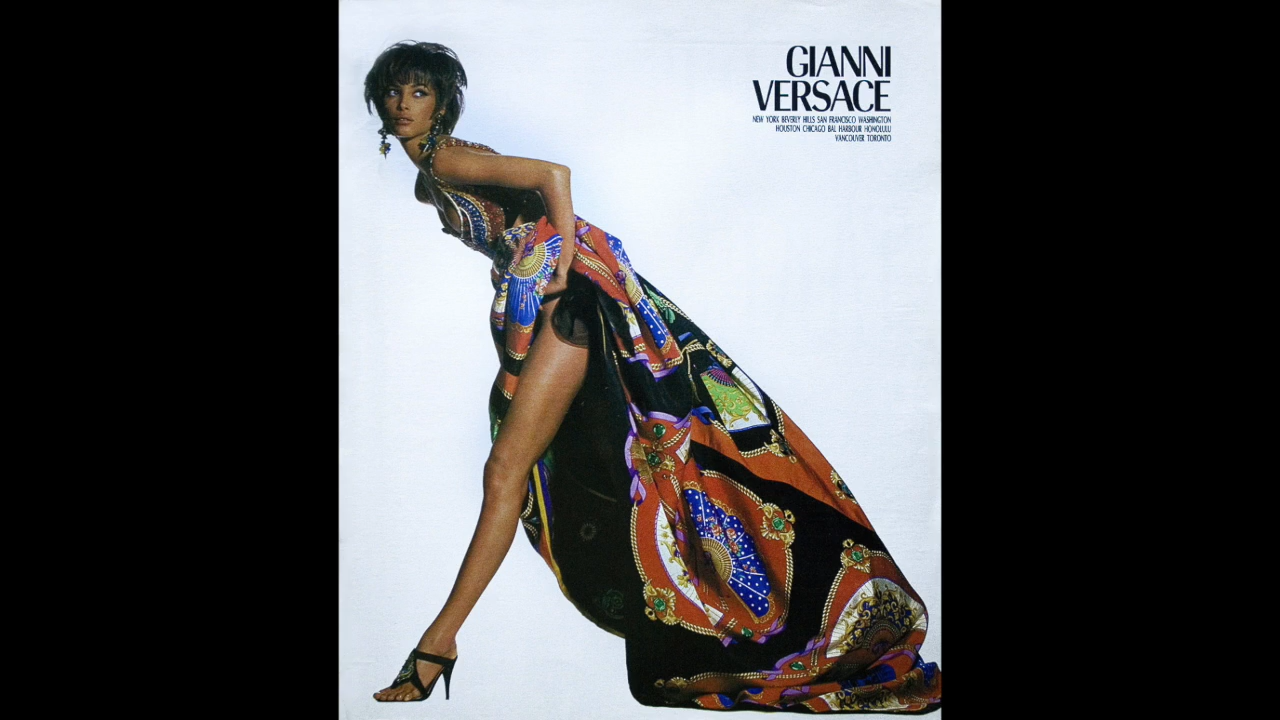 GIANNI
VERSACE
NEW YORK BEVERLY HILLS SAN FRANCISCO WASHINGTON
HOUSTON CHICAGO BAL HARBOUR HONOLULU
VANCOUVER TORONTO